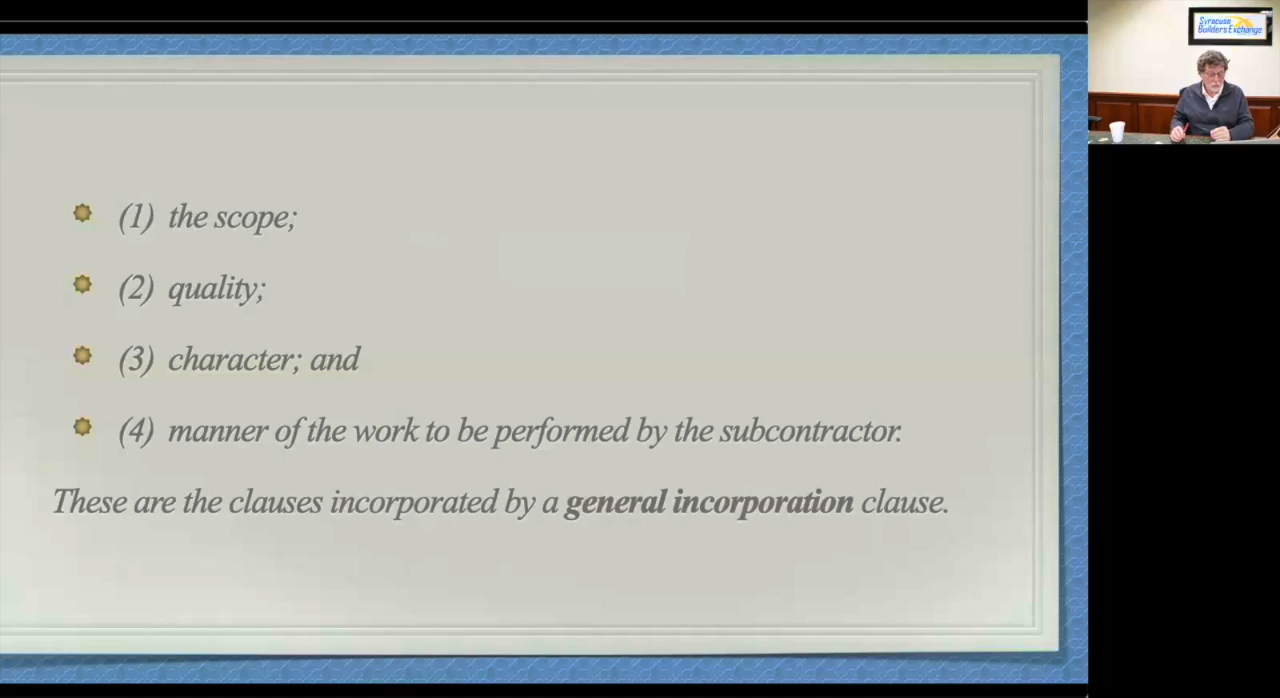 Syracuse
Builders Exchange
(1) the scope;
(2) quality;
(3) character; and
(4) manner of the work to be performed by the subcontractor.
These are the clauses incorporated by a general incorporation clause.